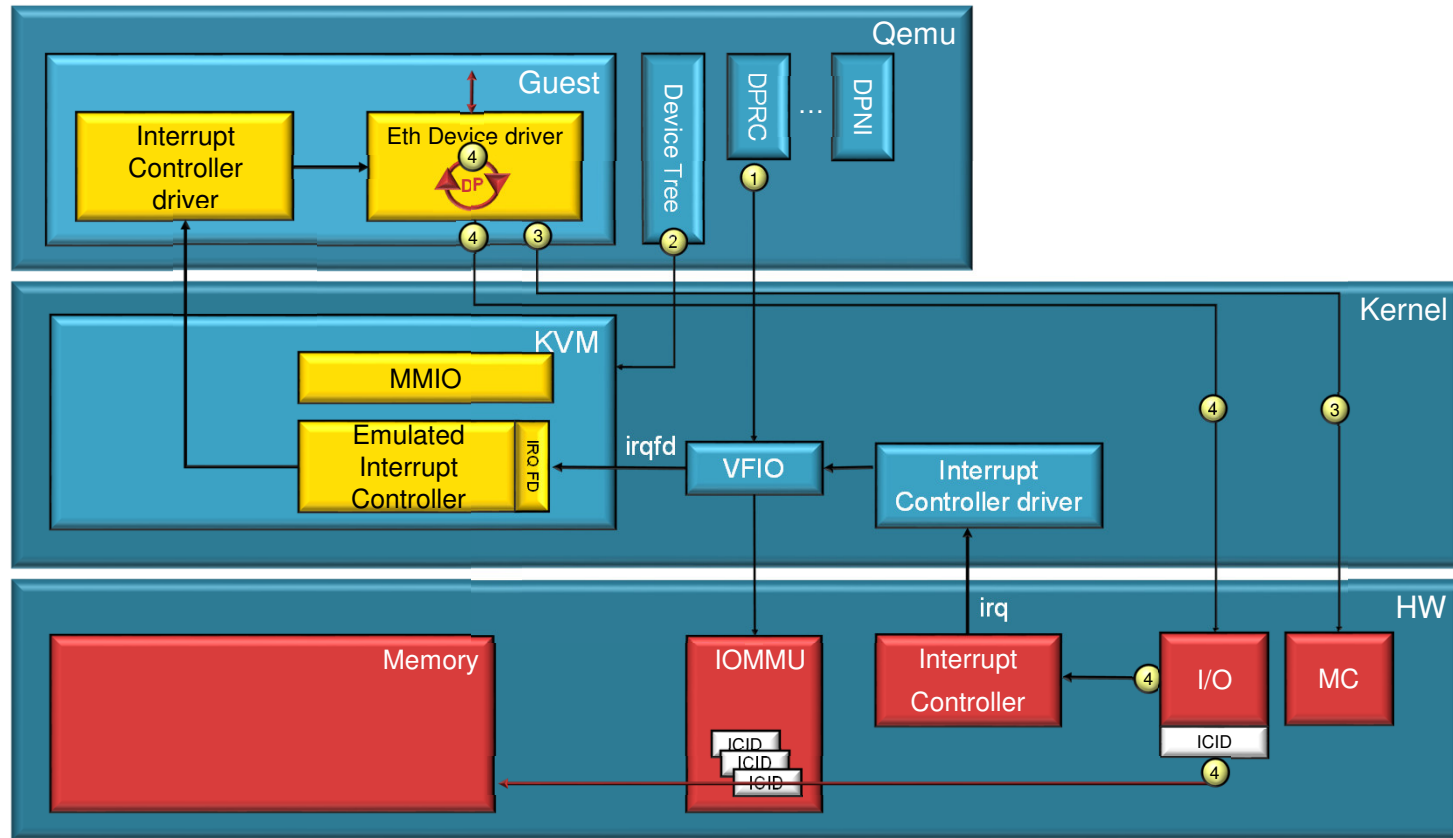 Qemu
Guest
Interrupt
Controller
driver
Eth Device driver
4
DP
4
3
Device Tree
2
DPRC
1
...
DPNI
Kernel
KVM
MMIO
Emulated
Interrupt
Controller
IRQ FD
irqfd
VFIO
Interrupt
Controller driver
4
3
HW
irq
Memory
IOMMU
ICID
ICID
ICID
Interrupt
Controller
4
I/O
ICID
4
MC